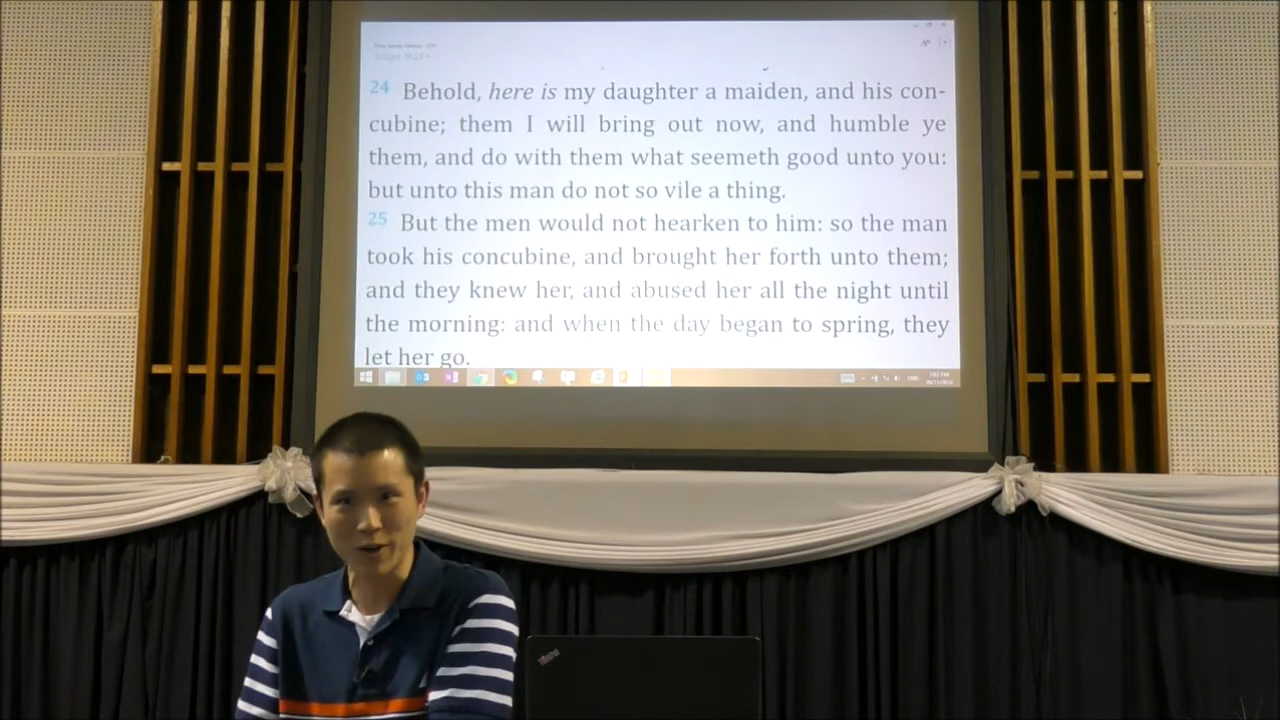 24 Behold, here is my daughter a maiden, and his con-
cubine; them I will bring out now, and humble ye
them, and do with them what seemeth good unto you:
but unto this man do not so vile a thing.
25 But the men would not hearken to him: so the man
took his concubine, and brought her forth unto them;
and they knew her, and abused her all the night until
the morning: and when the day began to spring, they
let her go.
ENG
ThinkPad